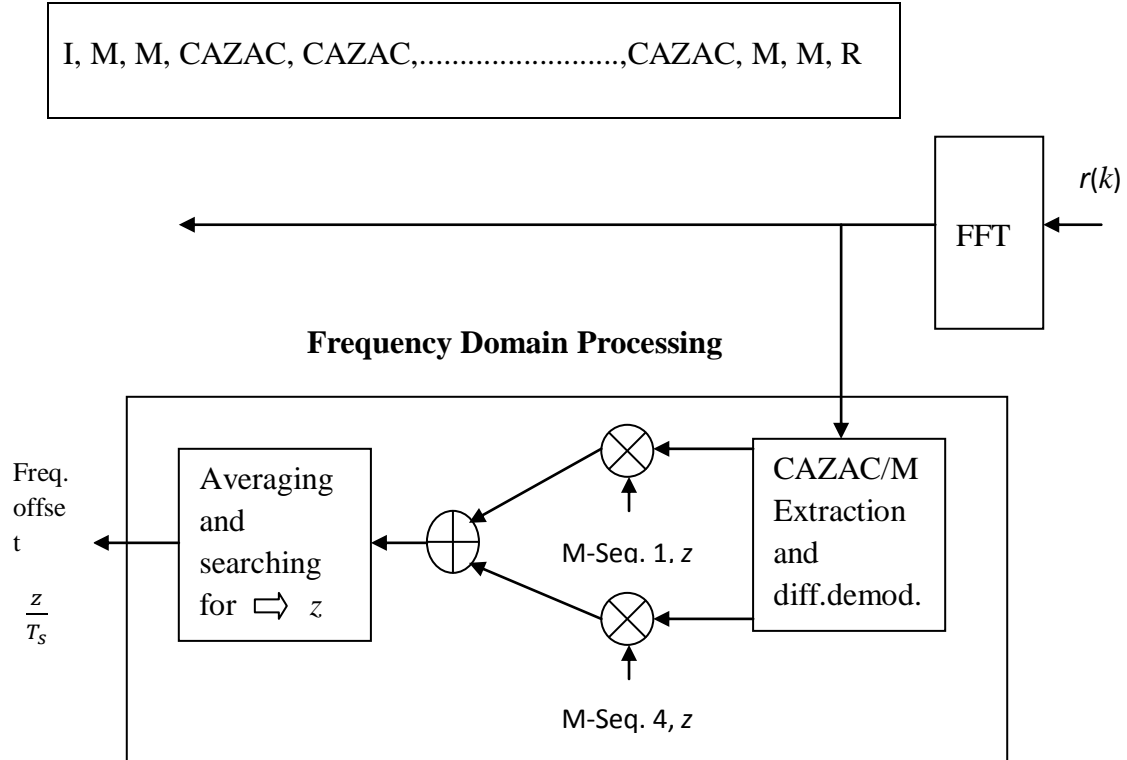 I, M, M, CAZAC, CAZAC,........................,CAZAC, M, M, R
r(k)
FFT
Frequency Domain Processing
Freq.
offse
t
z
T_s
Averaging
and
searching
for ⇨ z
M-Seq. 1, z
M-Seq. 4, z
CAZAC/M
Extraction
and
diff.demod.